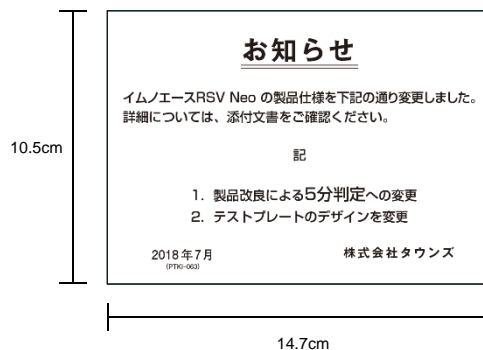 お知らせ
イムノエースRSV Neo の製品仕様を下記の通り変更しました。
詳細については、添付文書をご確認ください。
記
1. 製品改良による5分判定への変更
2. テストプレートのデザインを変更
2018年7月
株式会社タウンズ
(PTKI-063)
10.5cm
14.7cm